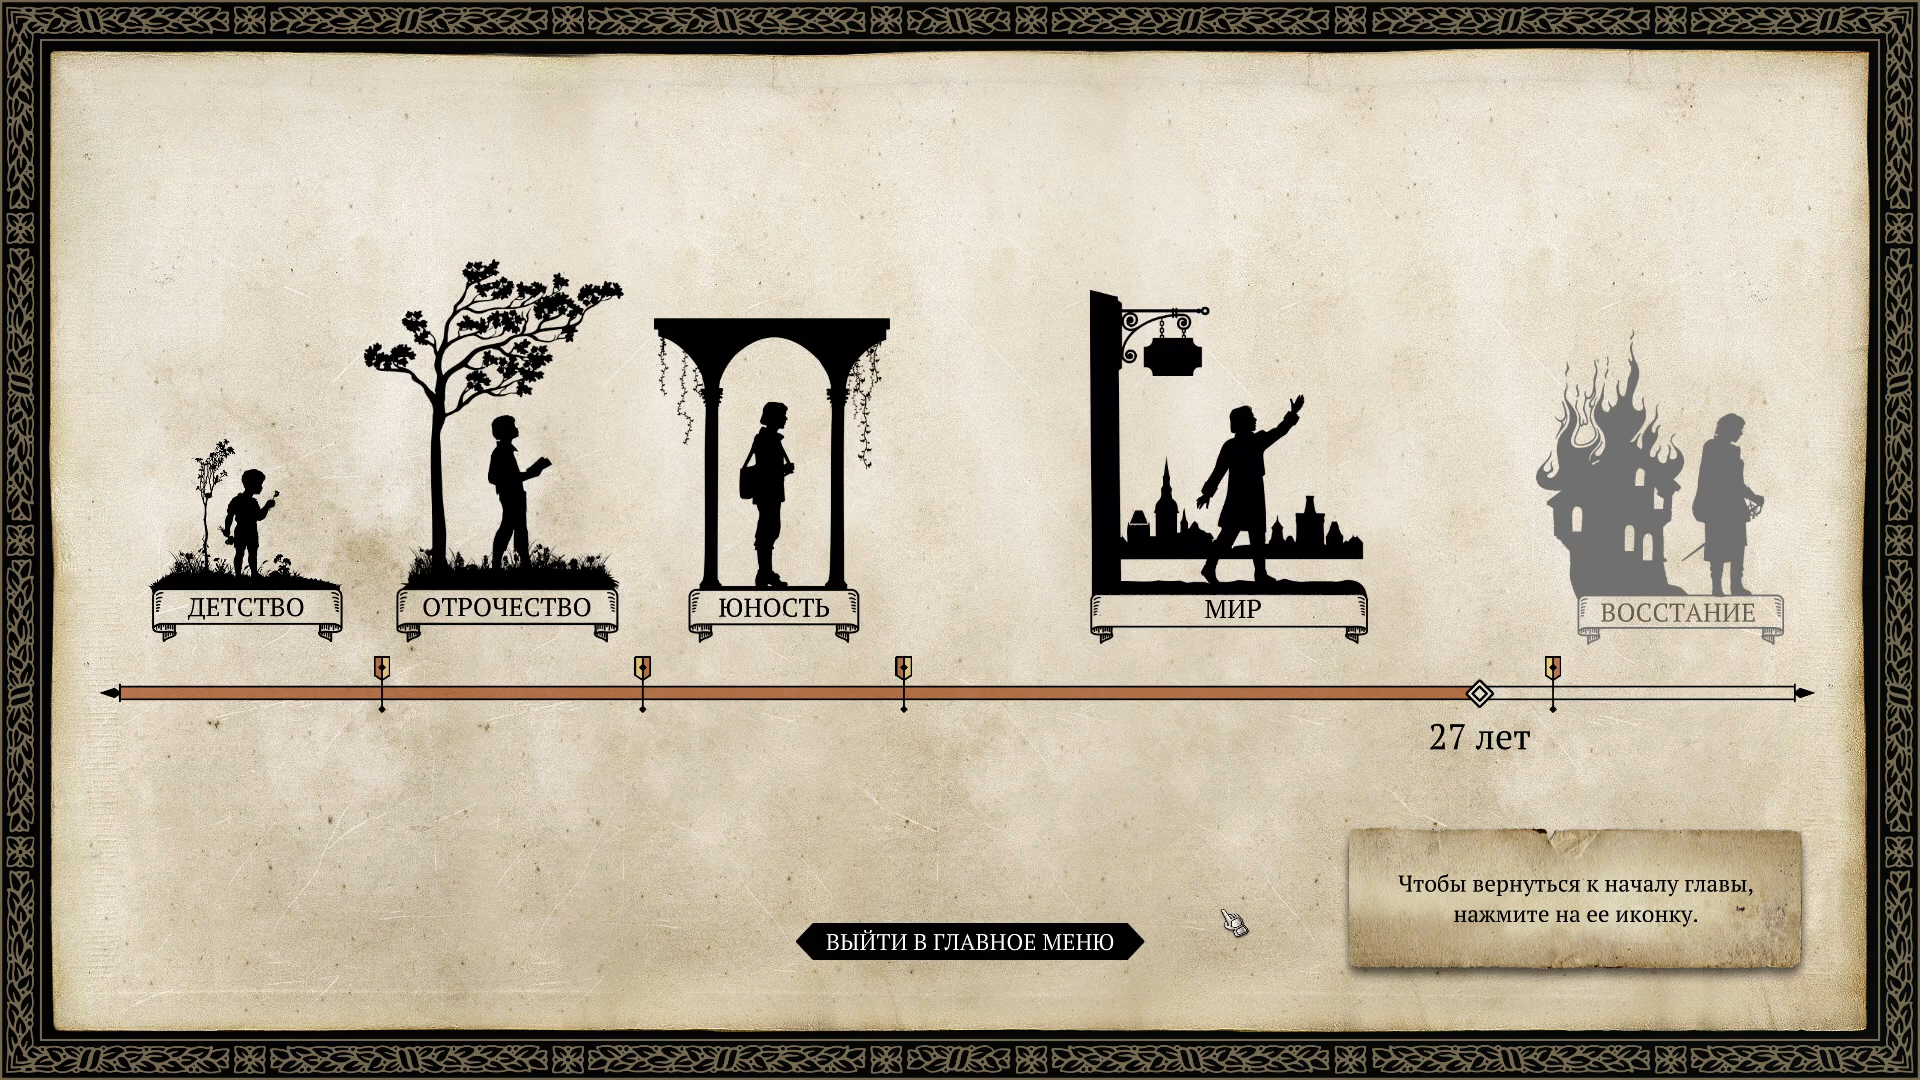 ДЕТСТВО
ОТРОЧЕСТВО
ЮНОСТЬ
МИР
ВОССТАНИЕ
27 лет
Чтобы вернуться к началу главы,
нажмите на ее иконку.
ВЫЙТИ В ГЛАВНОЕ МЕНЮ